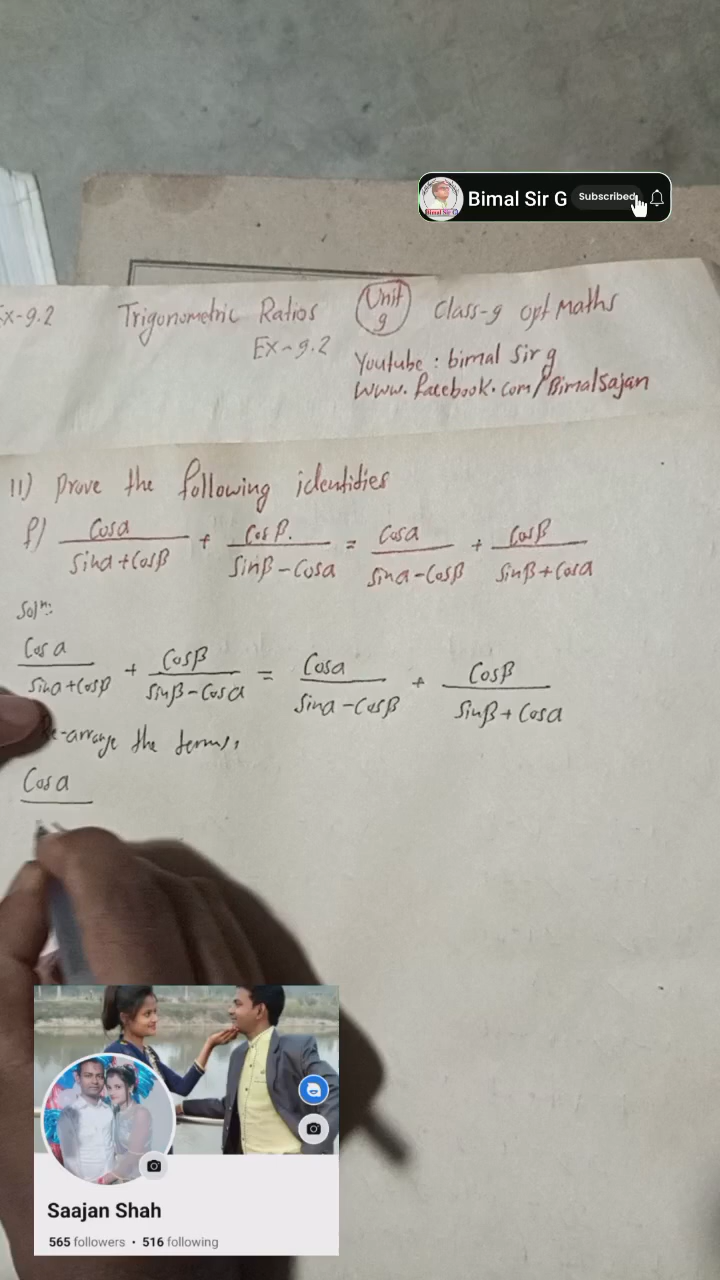 Bimal Sir G Subscribed
Ex-9.2 Trigonometric Ratios Unit 9 Class-9 opt Maths
Ex-9.2
Youtube : bimal Sir g
www.facebook.com/Bimalsajan
11) Prove the following identities
f) Cosα / Sinα+Cosβ + Cosβ. / Sinβ-Cosα = Cosα / Sinα-Cosβ + Cosβ / Sinβ+Cosα
Solⁿ:
Cosα / Sinα+Cosβ + Cosβ / Sinβ-Cosα = Cosα / Sinα-Cosβ + Cosβ / Sinβ+Cosα
Re-arrange the terms,
Cosα
Saajan Shah
565 followers • 516 following